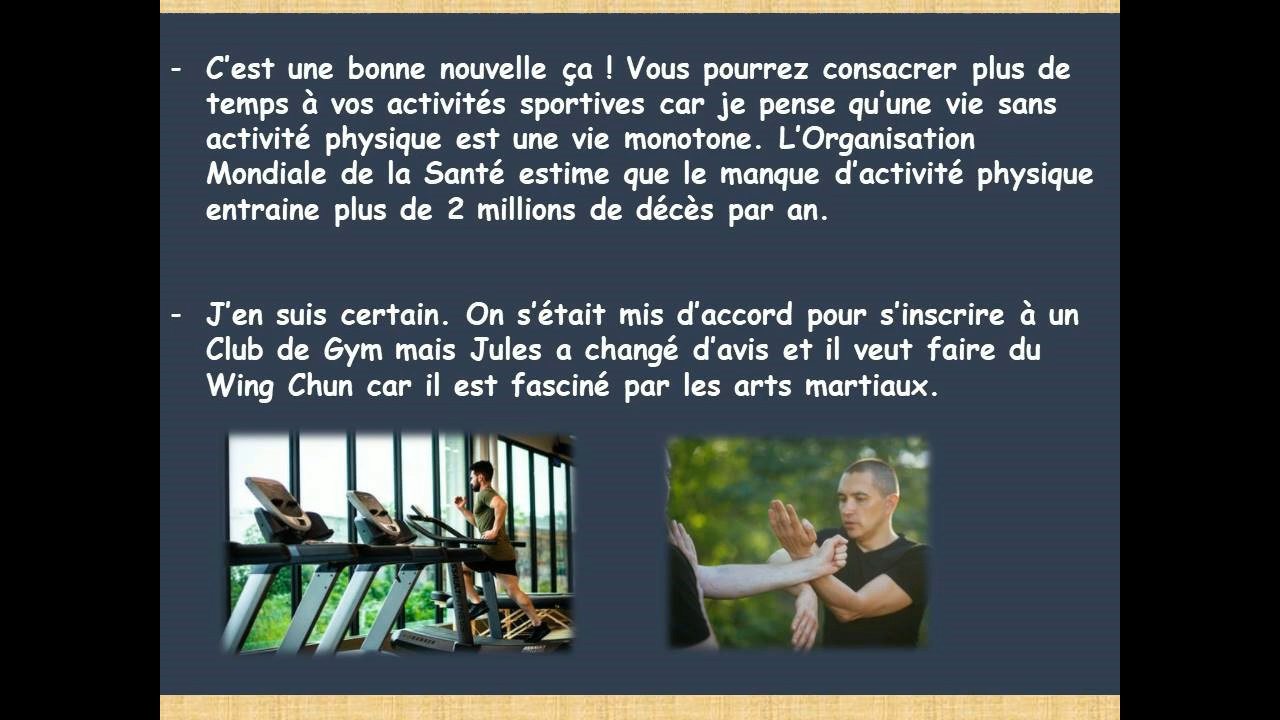 - C'est une bonne nouvelle ça ! Vous pourrez consacrer plus de
temps à vos activités sportives car je pense qu'une vie sans
activité physique est une vie monotone. L'Organisation
Mondiale de la Santé estime que le manque d'activité physique
entraine plus de 2 millions de décès par an.
- J'en suis certain. On s'était mis d'accord pour s'inscrire à un
Club de Gym mais Jules a changé d'avis et il veut faire du
Wing Chun car il est fasciné par les arts martiaux.